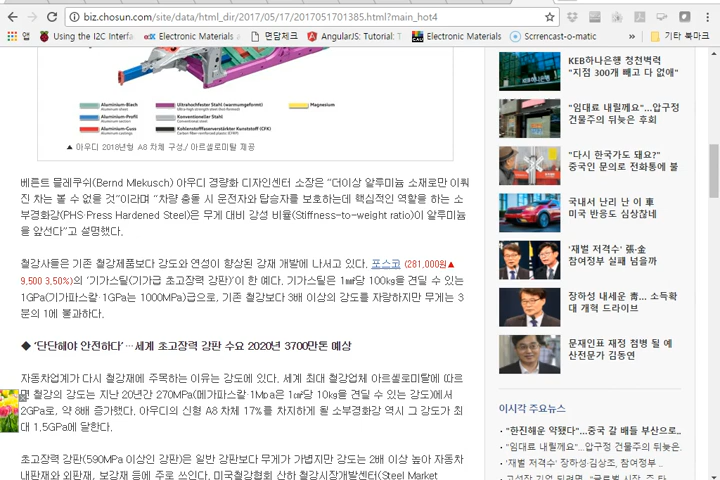 biz.chosun.com/site/data/html_dir/2017/05/17/2017051701385.html?main_hot4
앱
Using the I2C Interfa
Electronic Materials a
면접체크
AngularJS: Tutorial: T
Electronic Materials
Scrrencast-o-matic
»
기타 북마크
Aluminium-Blech
Aluminium-Profil
Aluminium-Guss
Ultrahochfester Stahl (warmumgeformt)
Konventioneller Stahl
Kohlenstofffaserverstärkter Kunststoff (CFK)
Magnesium
▲ 아우디 2018년형 A8 차체 구성./ 아르셀로미탈 제공
베른트 믈레쿠쉬(Bernd Mlekusch) 아우디 경량화 디자인센터 소장은 "더이상 알루미늄 소재로만 이뤄
진 차는 볼 수 없을 것"이라며 "차량 충돌 시 운전자와 탑승자를 보호하는데 핵심적인 역할을 하는 소
부경화강(PHS Press Hardened Steel)은 무게 대비 강성 비율(Stiffness-to-weight ratio)이 알루미늄
을 앞선다"고 설명했다.
철강사들은 기존 철강제품보다 강도와 연성이 향상된 강재 개발에 나서고 있다. 포스코 (281,000원▲
9,500 3.50%)의 '기가스틸(기가급 초고장력 강판)'이 한 예다. 기가스틸은 1㎟당 100㎏을 견딜 수 있는
1GPa(기가파스칼·1GPa는 1000MPa)급으로, 기존 철강보다 3배 이상의 강도를 자랑하지만 무게는 3
분의 1에 불과하다.
◆ '단단해야 안전하다'…세계 초고장력 강판 수요 2020년 3700만톤 예상
자동차업계가 다시 철강재에 주목하는 이유는 강도에 있다. 세계 최대 철강업체 아르셀로미탈에 따르
면 철강의 강도는 지난 20년간 270MPa(메가파스칼·1Mpa은 1㎟당 10㎏을 견딜 수 있는 강도)에서
2GPa로, 약 8배 증가했다. 아우디의 신형 A8 차체 17%를 차지하게 될 소부경화강 역시 그 강도가 최
대 1.5GPa에 달한다.
초고장력 강판(590MPa 이상인 강판)은 일반 강판보다 무게가 가볍지만 강도는 2배 이상 높아 자동차
내판재와 외판재, 보강재 등에 주로 쓰인다. 미국철강협회 산하 철강시장개발센터(Steel Market
KEB하나은행 청천벽력
"지점 300개 빼고 다 없애"
"임대료 내릴께요"...압구정
건물주의 뒤늦은 후회
"다시 한국가도 돼요?"
중국인 문의로 전화통에 불
국내서 난리 난 이 車
미국 반응도 심상찮네
'재벌 저격수' 張·金
참여정부 실패 넘을까
장하성 내세운 靑... 소득확
대 개혁 드라이브
문재인표 재정 첨병 될 예
산전문가 김동연
이시각 주요뉴스
· "한진해운 악됐다"…중국 갈 배들 부산으로..
· "임대료 내릴께요"…압구정 건물주의 뒤늦은.
· '재벌 저격수' 장하성·김상조, 참여정부 ..